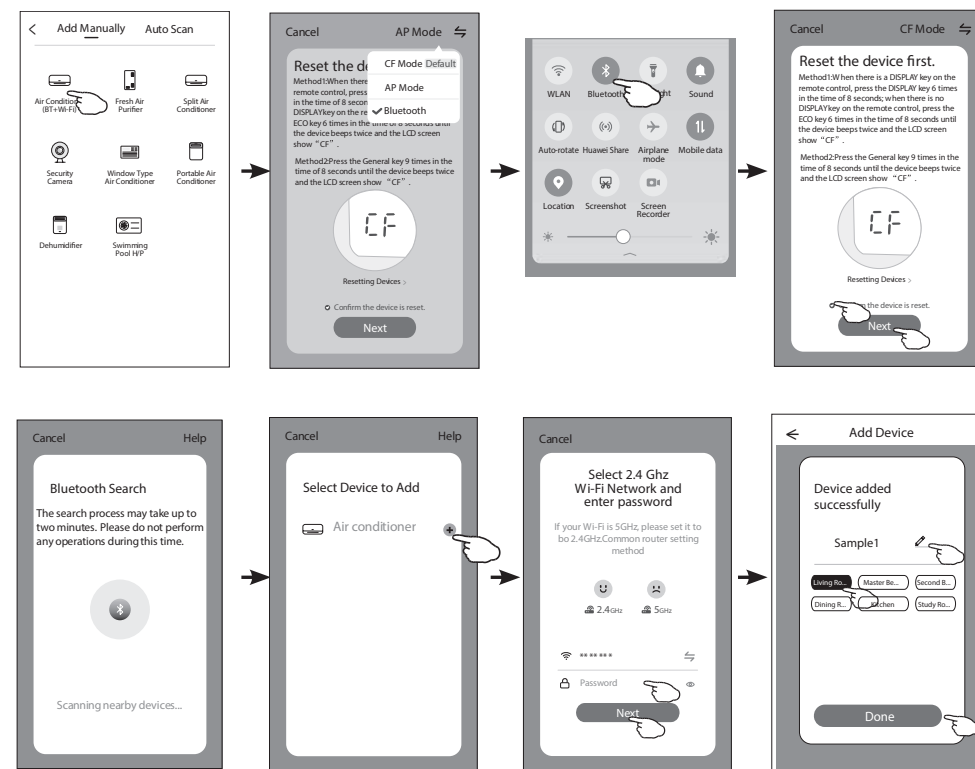 Add Manually Auto Scan
Air Condition
(BT+Wi-Fi)
Fresh Air
Purifier
Split Air
Conditioner
Security
Camera
Window Type
Air Conditioner
Portable Air
Conditioner
Dehumidifier
Swimming
Pool H/P
Cancel AP Mode
CF Mode Default
AP Mode
Bluetooth
Reset the de
Method1:When there
remote control, press
in the time of 8 secon
DISPLAYkey on the re
ECO key 6 times in the time of 8 seconds until
the device beeps twice and the LCD screen
show “CF”.
Method2:Press the General key 9 times in the
time of 8 seconds until the device beeps twice
and the LCD screen show “CF”.
CF
Resetting Devices >
Confirm the device is reset.
Next
WLAN
Bluetooth
ht
Sound
Auto-rotate
Huawei Share
Airplane
mode
Mobile data
Location
Screenshot
Screen
Recorder
Cancel CF Mode
Reset the device first.
Method1:When there is a DISPLAY key on the
remote control, press the DISPLAY key 6 times
in the time of 8 seconds; when there is no
DISPLAYkey on the remote control, press the
ECO key 6 times in the time of 8 seconds until
the device beeps twice and the LCD screen
show “CF”.
Method2:Press the General key 9 times in the
time of 8 seconds until the device beeps twice
and the LCD screen show “CF”.
CF
Resetting Devices >
the device is reset.
Next
Cancel Help
Bluetooth Search
The search process may take up to
two minutes. Please do not perform
any operations during this time.
Scanning nearby devices...
Cancel Help
Select Device to Add
Air conditioner
Cancel
Select 2.4 Ghz
Wi-Fi Network and
enter password
If your Wi-Fi is 5GHz, please set it to
bo 2.4GHz.Common router setting
method
2.4GHz 5GHz
*******
Password
Next
Add Device
Device added
successfully
Sample1
Living Ro... Master Be... Second B...
Dining R... Kitchen Study Ro...
Done